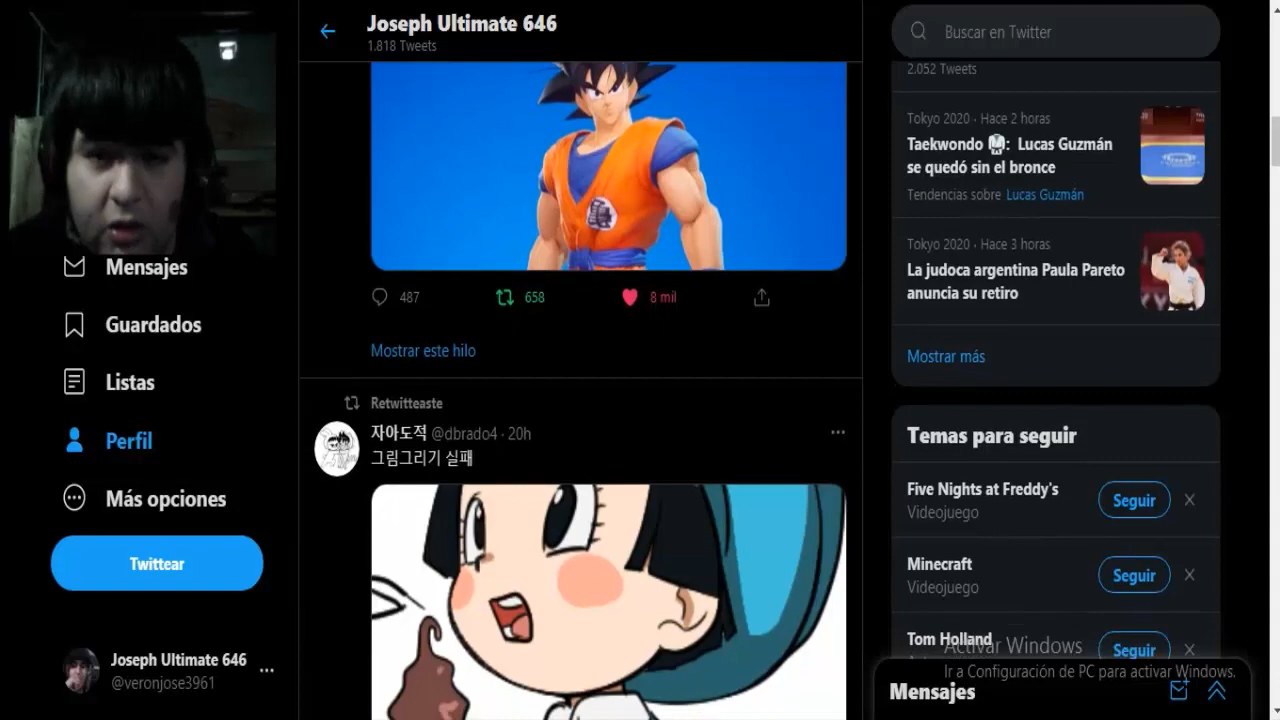 Joseph Ultimate 646
1.818 Tweets
Mensajes
Guardados
Listas
Perfil
Más opciones
Twittear
Joseph Ultimate 646
@veronjose3961
487
658
8 mil
Mostrar este hilo
Retwitteaste
자아도적 @dbrado4 · 20h
그림그리기 실패
Buscar en Twitter
2.052 Tweets
Tokyo 2020 · Hace 2 horas
Taekwondo 🥋: Lucas Guzmán
se quedó sin el bronce
Tendencias sobre Lucas Guzmán
Tokyo 2020 · Hace 3 horas
La judoca argentina Paula Pareto
anuncia su retiro
Mostrar más
Temas para seguir
Five Nights at Freddy's
Videojuego
Seguir
Minecraft
Videojuego
Seguir
Tom Holland
Seguir
Activar Windows
Ir a Configuración de PC para activar Windows.
Mensajes